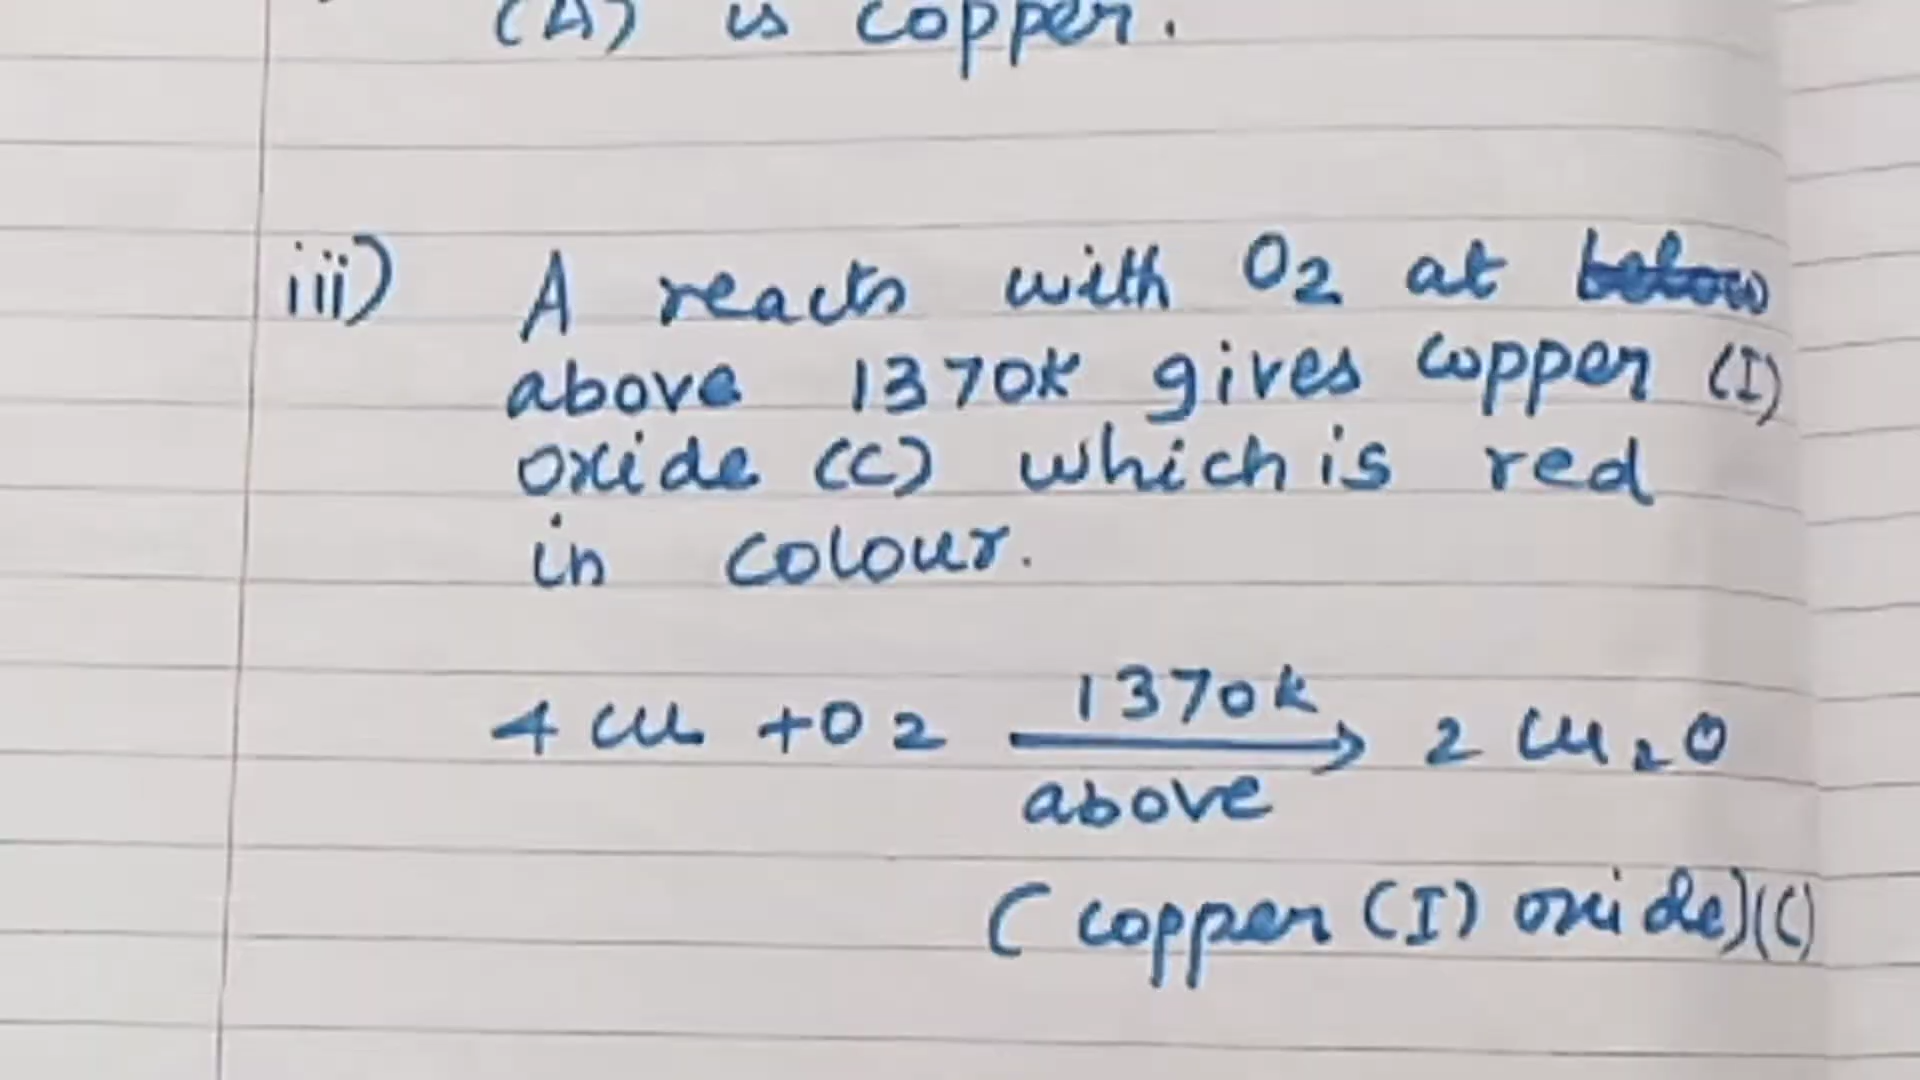 (A) is copper.
iii) A reacts with O2 at below
above 1370k gives copper (I)
oxide (C) which is red
in colour.
1370k
4 Cu + O2 → 2 Cu2O
above
(copper (I) oxide)(C)